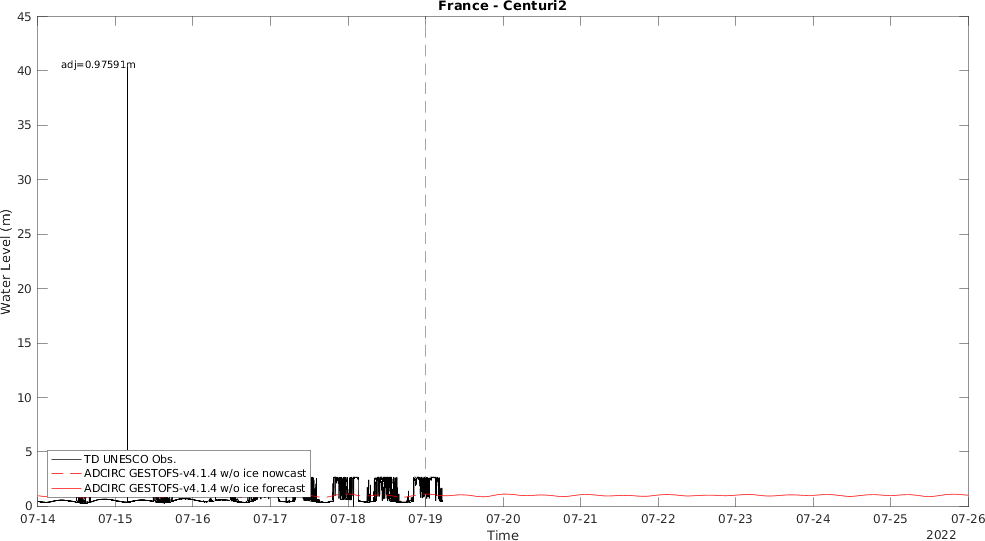 France - Centuri2
45
40
35
30
25
20
15
10
5
0
Water Level (m)
adj=0.97591m
TD UNESCO Obs.
ADCIRC GESTOFS-v4.1.4 w/o ice nowcast
ADCIRC GESTOFS-v4.1.4 w/o ice forecast
07-14 07-15 07-16 07-17 07-18 07-19 07-20 07-21 07-22 07-23 07-24 07-25 07-26
Time
2022